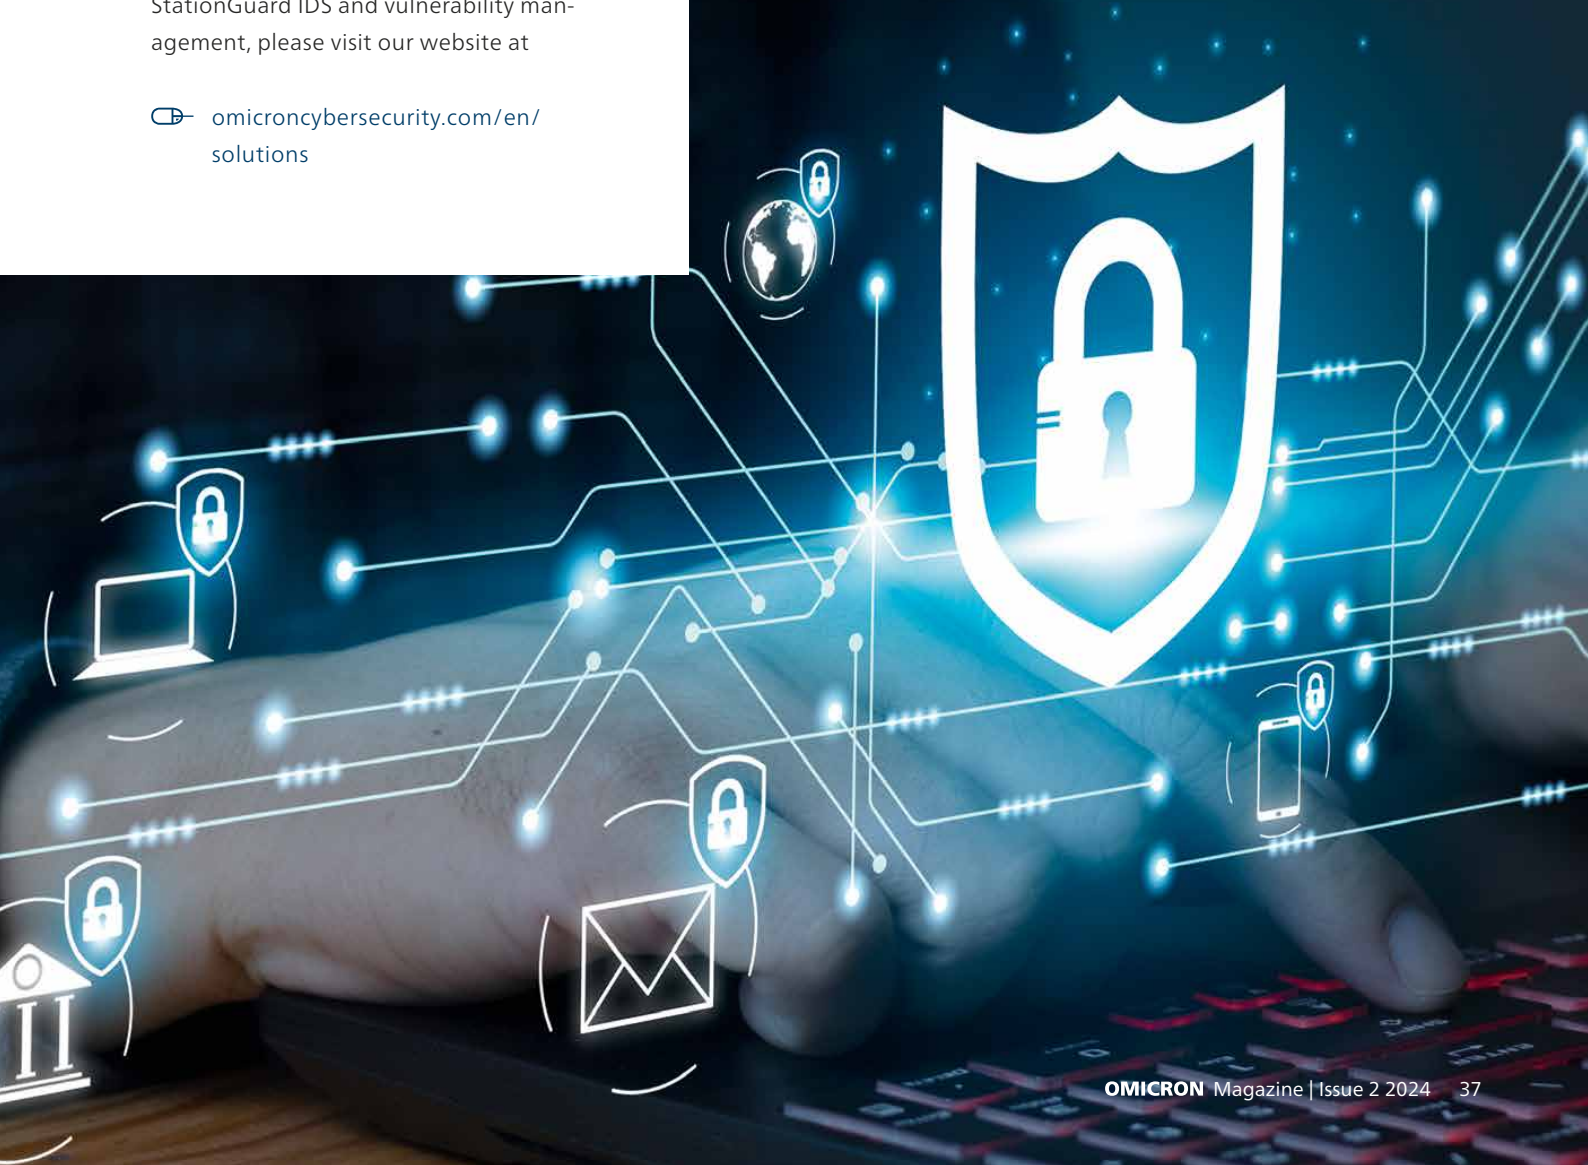 StationGuard IDS and vulnerability man-
agement, please visit our website at
omicroncybersecurity.com/en/
solutions
OMICRON Magazine | Issue 2 2024 37